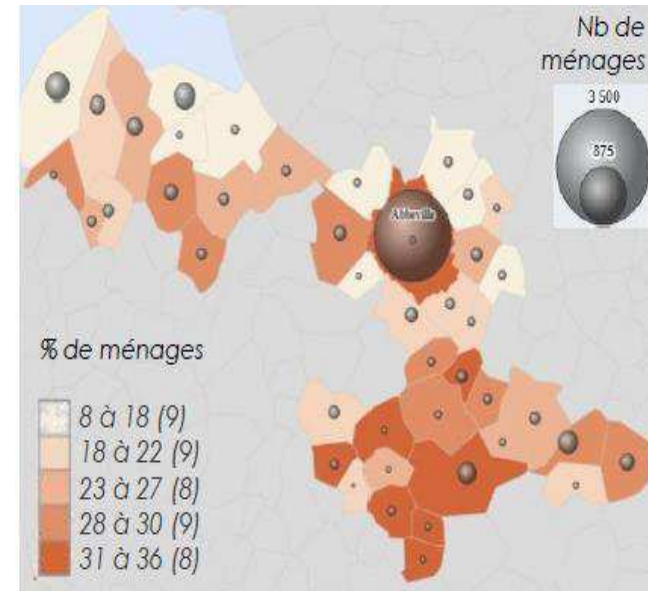 Nb de
ménages
3 500
875
Abbeville
% de ménages
8 à 18 (9)
18 à 22 (9)
23 à 27 (8)
28 à 30 (9)
31 à 36 (8)